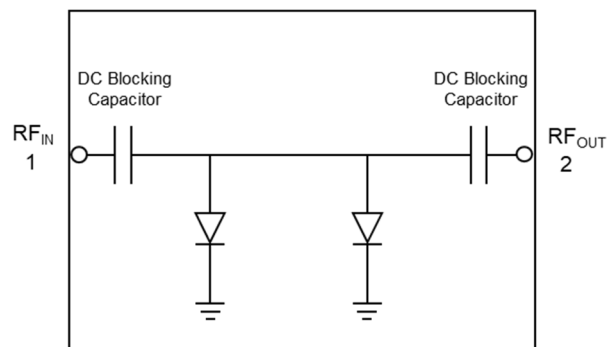 DC Blocking
Capacitor
DC Blocking
Capacitor
RFIN
1
RFOUT
2